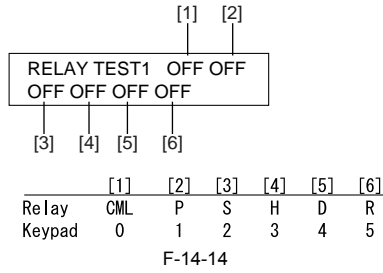 [1] [2]
RELAY TEST1 OFF OFF
OFF OFF OFF OFF
[3] [4] [5] [6]
[1] [2] [3] [4] [5] [6]
Relay CML P S H D R
Keypad 0 1 2 3 4 5
F-14-14